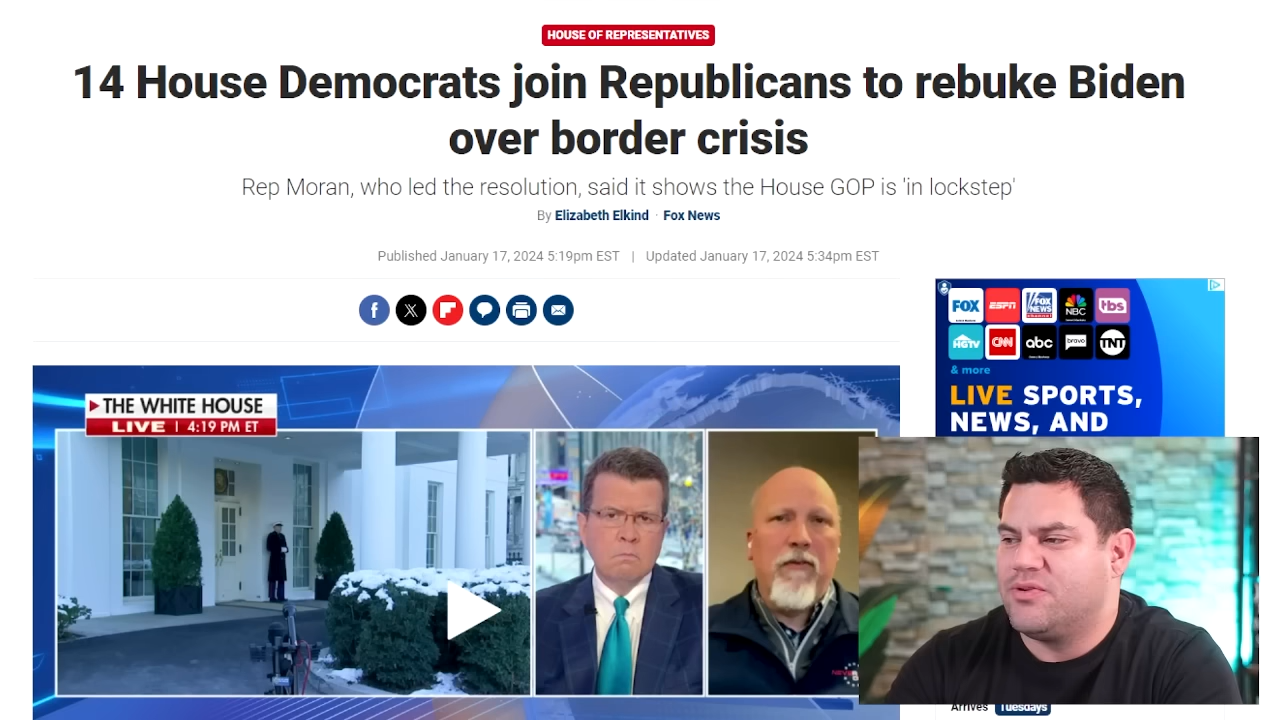 HOUSE OF REPRESENTATIVES
14 House Democrats join Republicans to rebuke Biden
over border crisis
Rep Moran, who led the resolution, said it shows the House GOP is 'in lockstep'
By Elizabeth Elkind · Fox News
Published January 17, 2024 5:19pm EST | Updated January 17, 2024 5:34pm EST
f X
THE WHITE HOUSE
LIVE | 4:19 PM ET
FOX ESPN FOX NEWS channel NBC tbs
HGTV CNN abc bravo TNT
& more
LIVE SPORTS,
NEWS, AND
Arrives Tuesdays